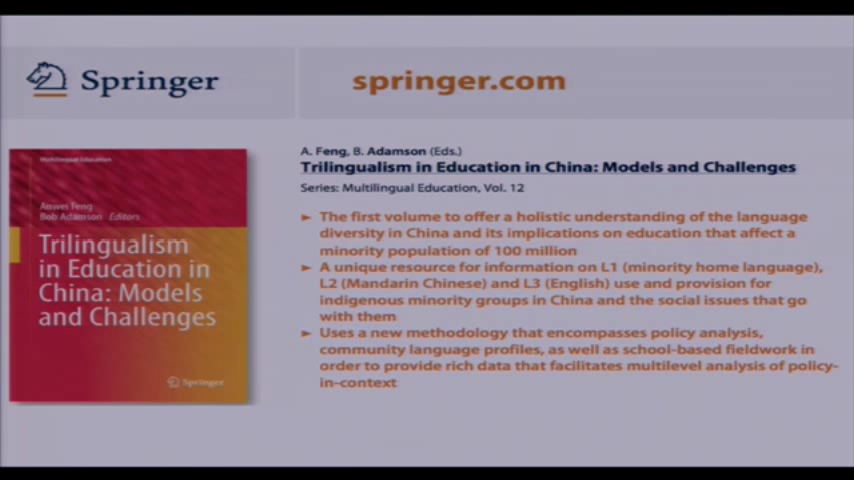 Springer
springer.com
Multilingual Education
Anwei Feng
Bob Adamson Editors
Trilingualism
in Education in
China: Models
and Challenges
Springer
A. Feng, B. Adamson (Eds.)
Trilingualism in Education in China: Models and Challenges
Series: Multilingual Education, Vol. 12
► The first volume to offer a holistic understanding of the language
diversity in China and its implications on education that affect a
minority population of 100 million
► A unique resource for information on L1 (minority home language),
L2 (Mandarin Chinese) and L3 (English) use and provision for
indigenous minority groups in China and the social issues that go
with them
► Uses a new methodology that encompasses policy analysis,
community language profiles, as well as school-based fieldwork in
order to provide rich data that facilitates multilevel analysis of policy-
in-context